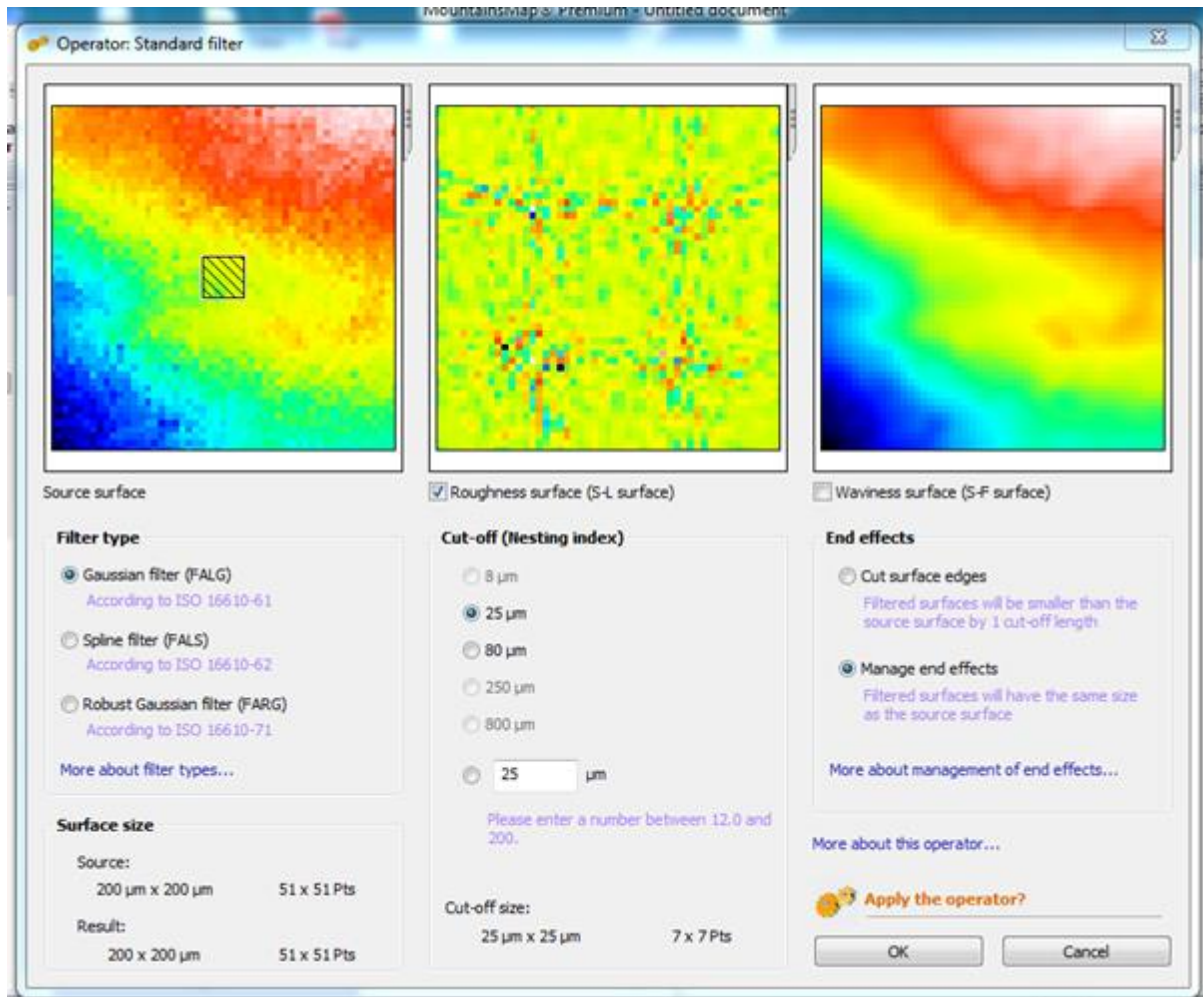 MountainsMap® Premium - Untitled document
Operator: Standard filter
Source surface
Roughness surface (S-L surface)
Waviness surface (S-F surface)
Filter type
Gaussian filter (FALG)
According to ISO 16610-61
Spline filter (FALS)
According to ISO 16610-62
Robust Gaussian filter (FARG)
According to ISO 16610-71
More about filter types...
Surface size
Source:
200 µm x 200 µm 51 x 51 Pts
Result:
200 x 200 µm 51 x 51 Pts
Cut-off (Nesting index)
8 µm
25 µm
80 µm
250 µm
800 µm
25 µm
Please enter a number between 12.0 and
200.
Cut-off size:
25 µm x 25 µm 7 x 7 Pts
End effects
Cut surface edges
Filtered surfaces will be smaller than the
source surface by 1 cut-off length
Manage end effects
Filtered surfaces will have the same size
as the source surface
More about management of end effects...
More about this operator...
Apply the operator?
OK Cancel